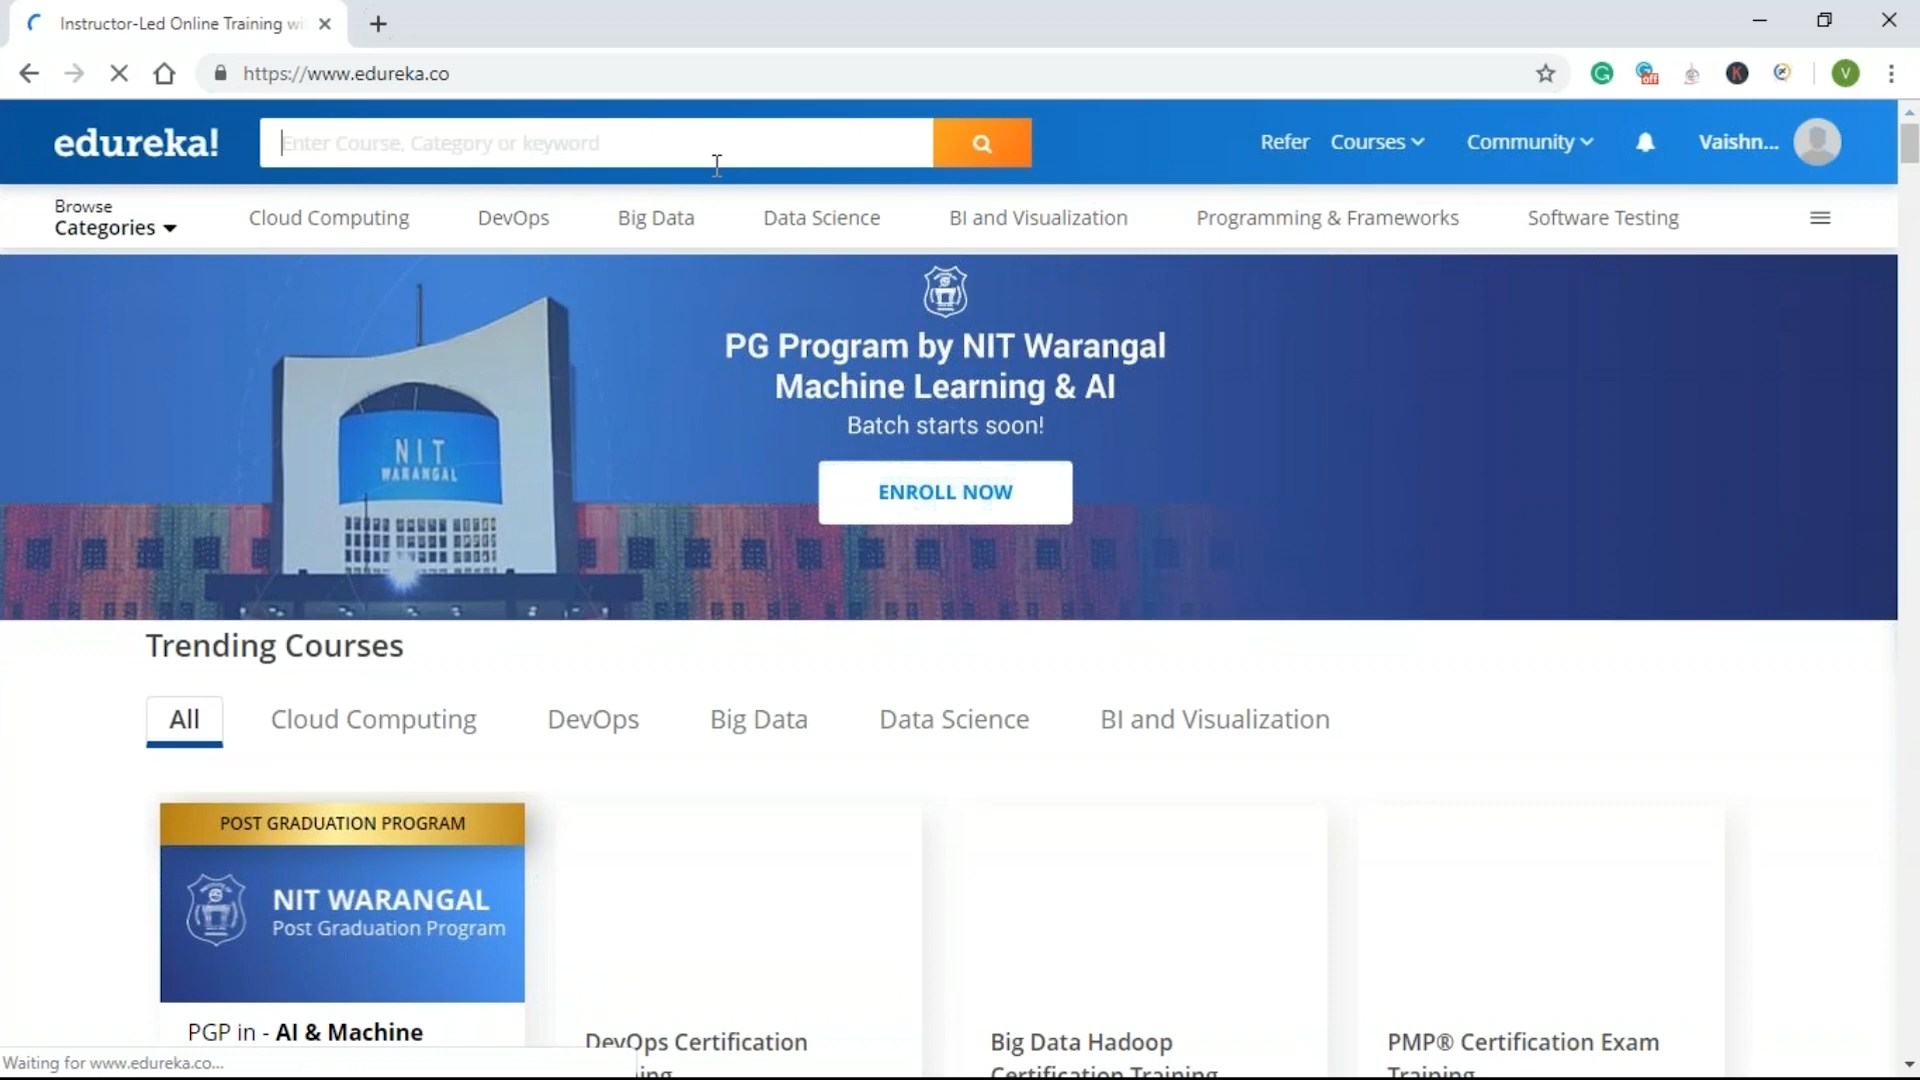 Instructor-Led Online Training wi
https://www.edureka.co
off
K
V
edureka!
Enter Course, Category or keyword
Refer
Courses
Community
Vaishn...
Browse
Categories
Cloud Computing
DevOps
Big Data
Data Science
BI and Visualization
Programming & Frameworks
Software Testing
NIT
WARANGAL
PG Program by NIT Warangal
Machine Learning & AI
Batch starts soon!
ENROLL NOW
Trending Courses
All
Cloud Computing
DevOps
Big Data
Data Science
BI and Visualization
POST GRADUATION PROGRAM
NIT WARANGAL
Post Graduation Program
PGP in - AI & Machine
DevOps Certification
Big Data Hadoop
Certification Training
PMP® Certification Exam
Training
Waiting for www.edureka.co...